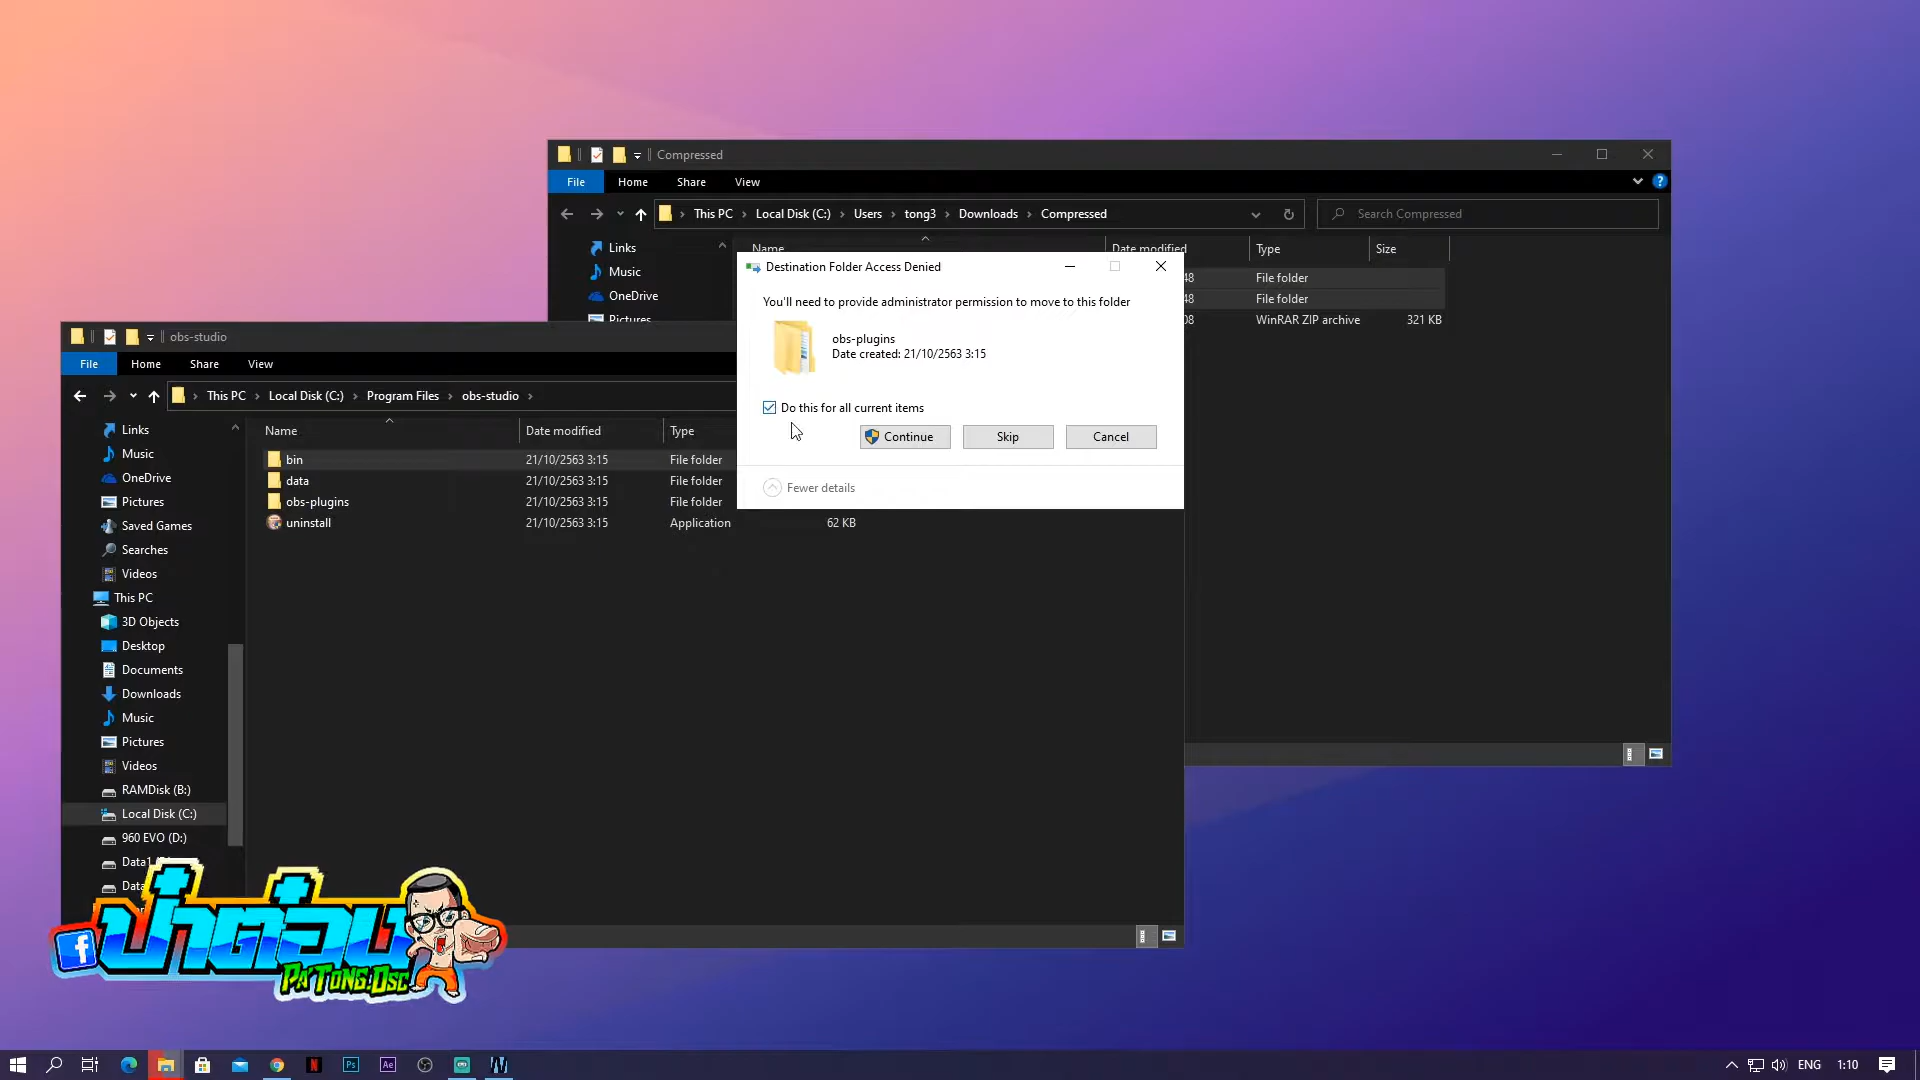 Compressed
File Home Share View
This PC Local Disk (C:) Users tong3 Downloads Compressed
Search Compressed
Links
Music
OneDrive
Pictures
Name Date modified Type Size
48 File folder
48 File folder
08 WinRAR ZIP archive 321 KB
Destination Folder Access Denied
You'll need to provide administrator permission to move to this folder
obs-plugins
Date created: 21/10/2563 3:15
Do this for all current items
Continue Skip Cancel
Fewer details
obs-studio
File Home Share View
This PC Local Disk (C:) Program Files obs-studio
Name Date modified Type
bin 21/10/2563 3:15 File folder
data 21/10/2563 3:15 File folder
obs-plugins 21/10/2563 3:15 File folder
uninstall 21/10/2563 3:15 Application 62 KB
Links
Music
OneDrive
Pictures
Saved Games
Searches
Videos
This PC
3D Objects
Desktop
Documents
Downloads
Music
Pictures
Videos
RAMDisk (B:)
Local Disk (C:)
960 EVO (D:)
Data1
Data
f ป๋าต๋อง
PA'TONG.OSC
N Ps Ae
ENG 1:10